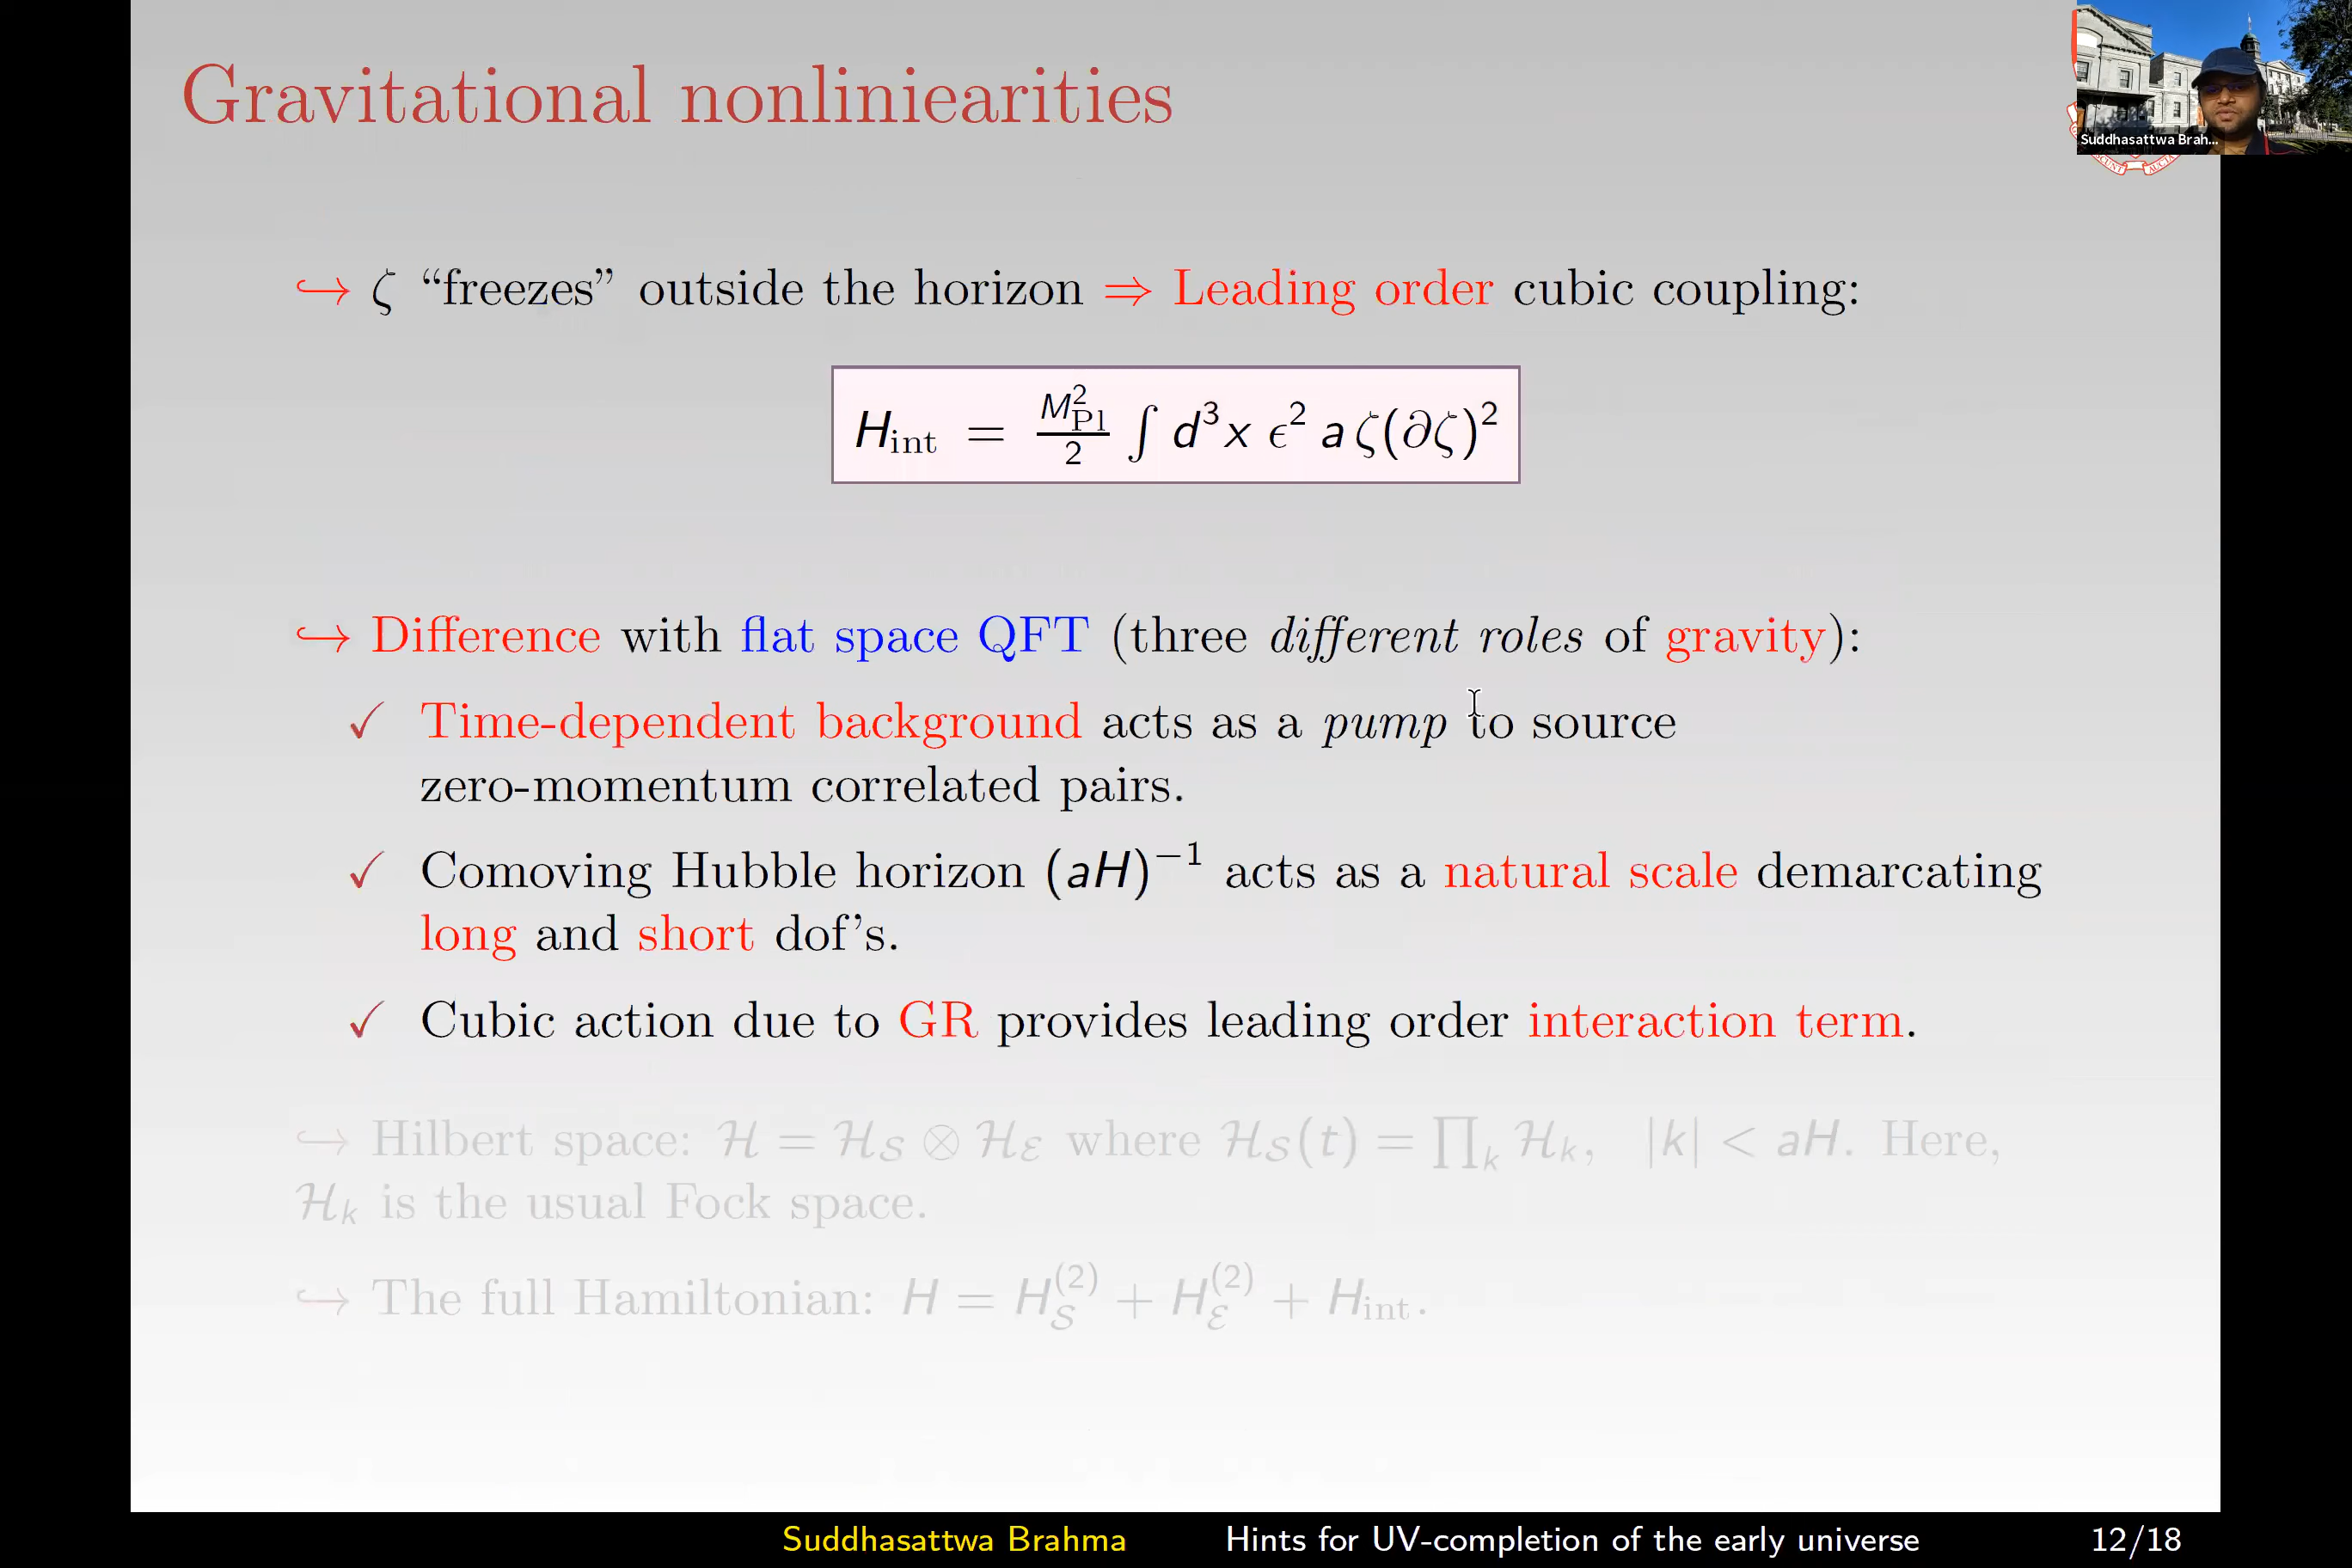 Gravitational nonliniearities
Suddhasattwa Brah...
↪ ζ “freezes” outside the horizon ⇒ Leading order cubic coupling:
H_int = M_Pl^2/2 ∫ d^3x ϵ^2 a ζ(∂ζ)^2
↪ Difference with flat space QFT (three different roles of gravity):
✓ Time-dependent background acts as a pump to source
zero-momentum correlated pairs.
✓ Comoving Hubble horizon (aH)^−1 acts as a natural scale demarcating
long and short dof’s.
✓ Cubic action due to GR provides leading order interaction term.
↪ Hilbert space: ℋ = ℋ_𝒮 ⊗ ℋ_ℰ where ℋ_𝒮(t) = ∏_k ℋ_k, |k| < aH. Here,
ℋ_k is the usual Fock space.
↪ The full Hamiltonian: H = H_𝒮^(2) + H_ℰ^(2) + H_int.
Suddhasattwa Brahma Hints for UV-completion of the early universe 12/18